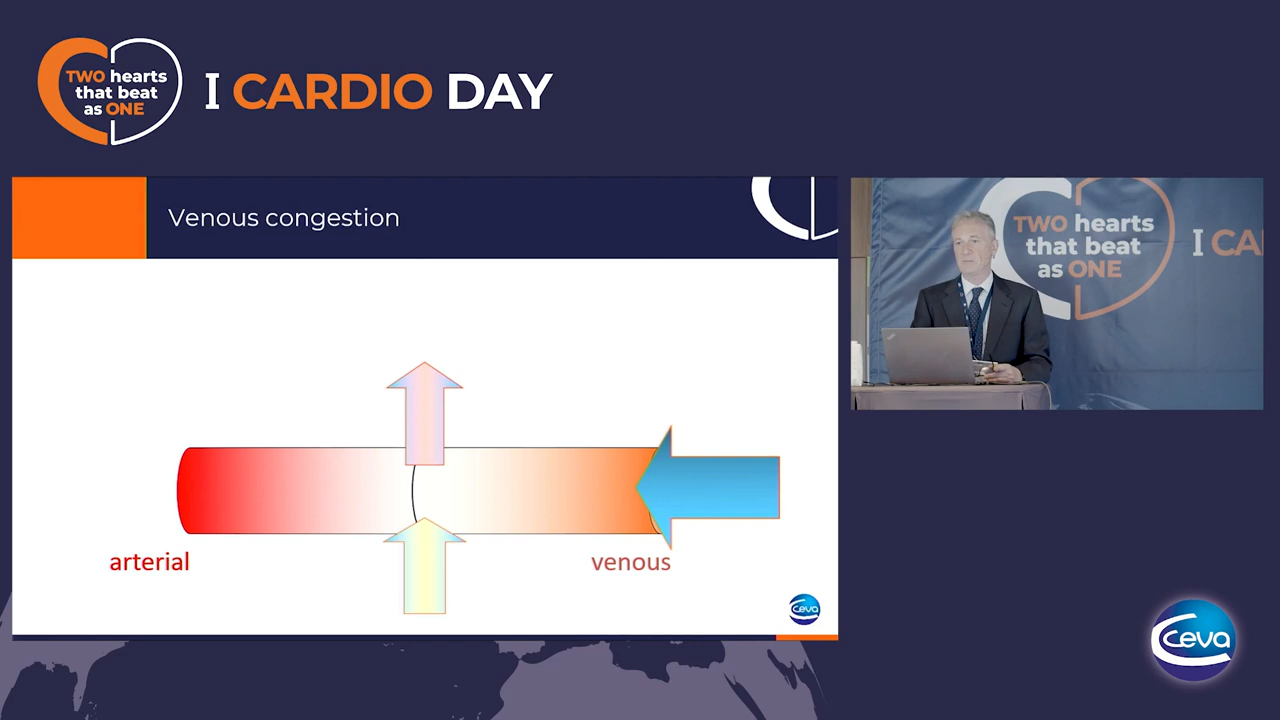 TWO hearts
that beat
as ONE
I CARDIO DAY
Venous congestion
arterial
venous
ceva
TWO hearts
that beat
as ONE
I CA
ceva